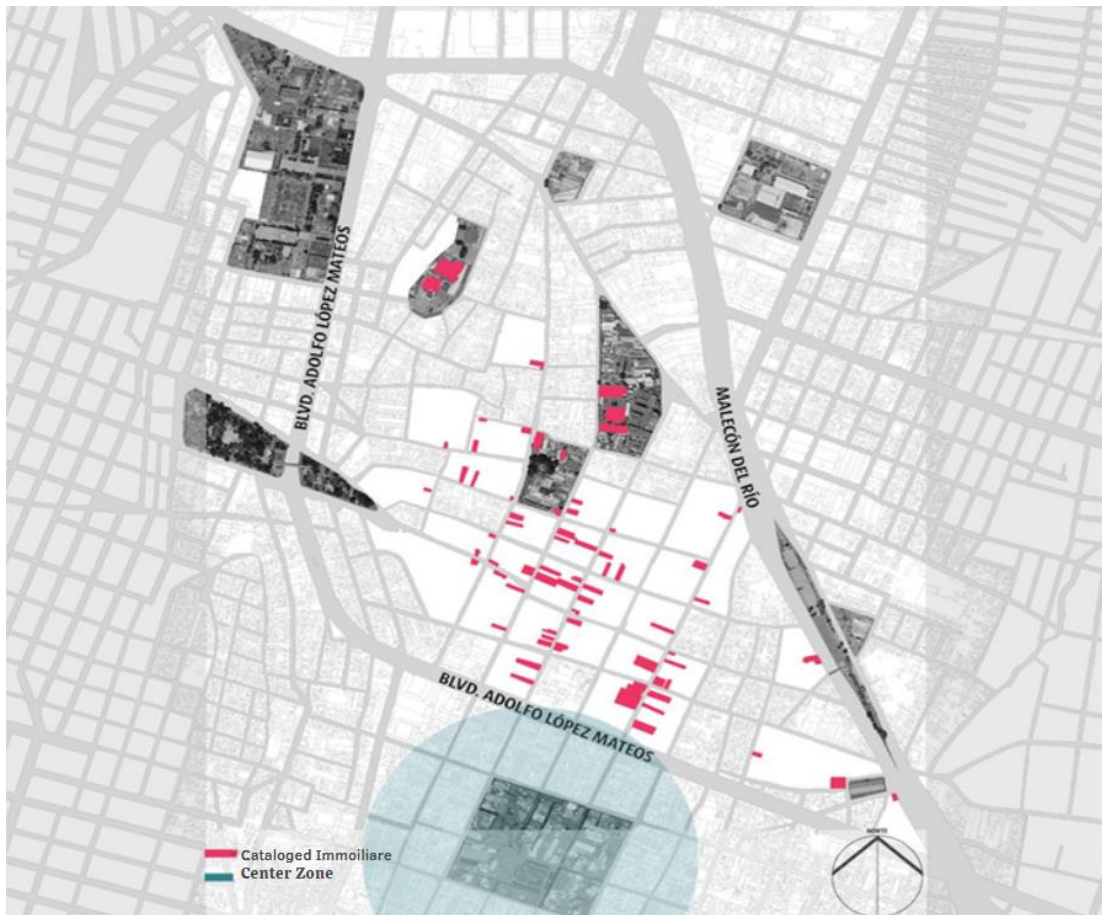 BLVD. ADOLFO LÓPEZ MATEOS
MALECÓN DEL RÍO
BLVD. ADOLFO LÓPEZ MATEOS
Cataloged Immoiliare
Center Zone
NORTE